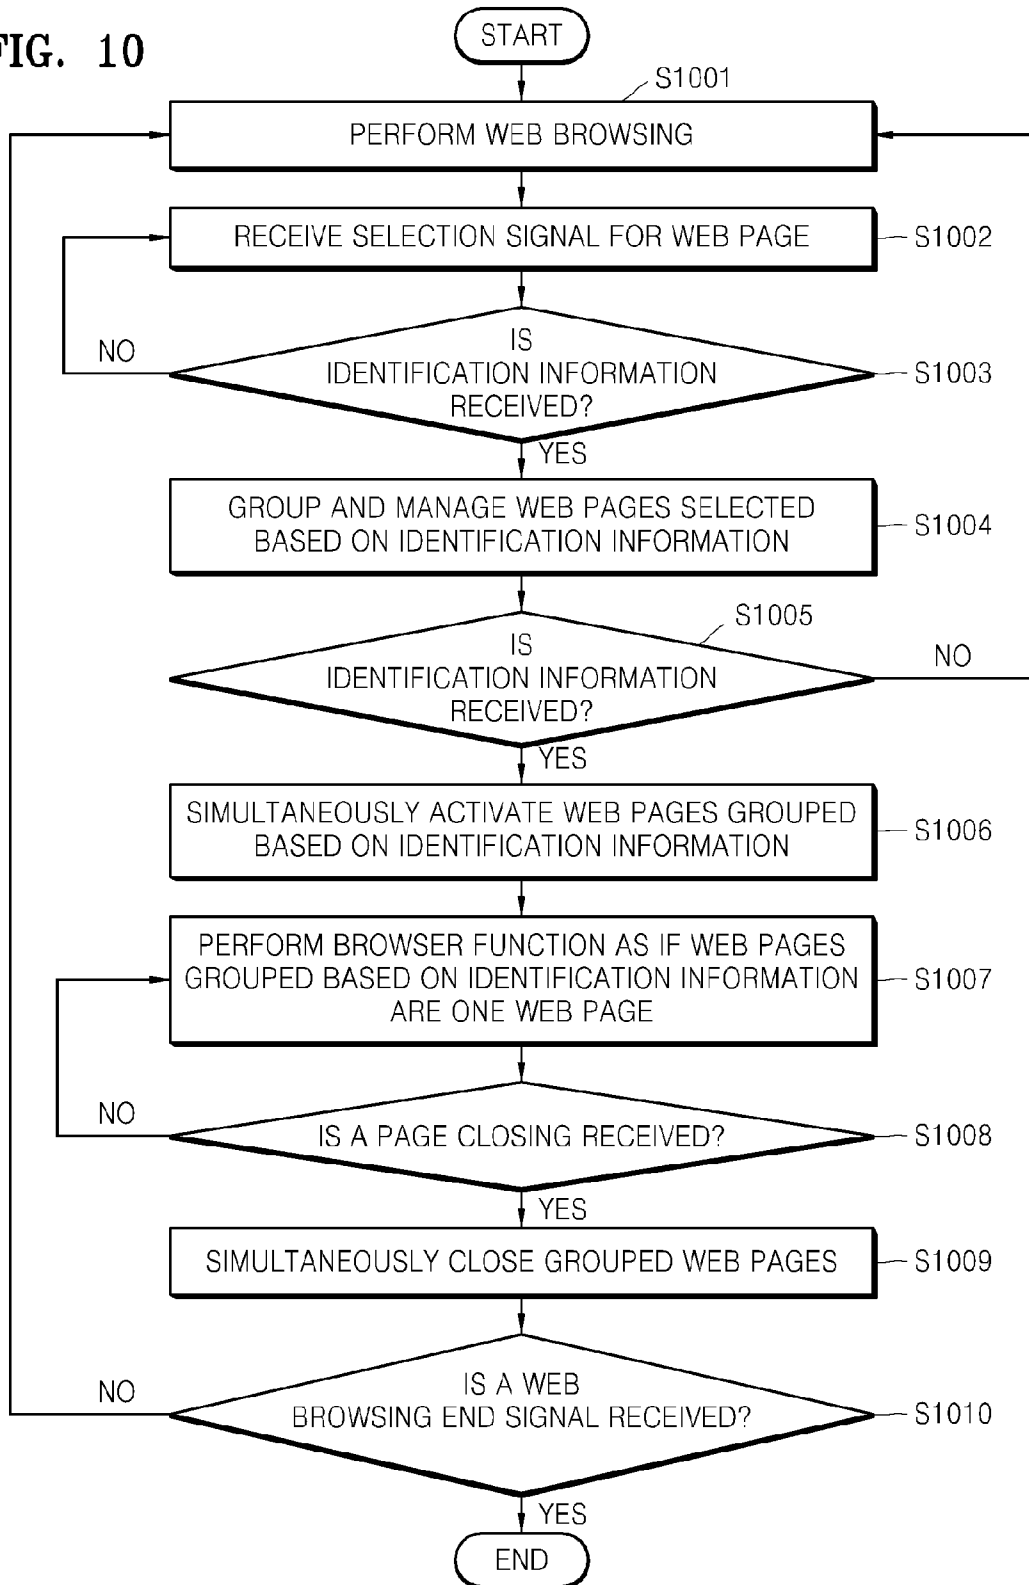 FIG. 10
START
S1001
PERFORM WEB BROWSING
RECEIVE SELECTION SIGNAL FOR WEB PAGE
S1002
IS
IDENTIFICATION INFORMATION
RECEIVED?
S1003
NO
YES
GROUP AND MANAGE WEB PAGES SELECTED
BASED ON IDENTIFICATION INFORMATION
S1004
S1005
IS
IDENTIFICATION INFORMATION
RECEIVED?
NO
YES
SIMULTANEOUSLY ACTIVATE WEB PAGES GROUPED
BASED ON IDENTIFICATION INFORMATION
S1006
PERFORM BROWSER FUNCTION AS IF WEB PAGES
GROUPED BASED ON IDENTIFICATION INFORMATION
ARE ONE WEB PAGE
S1007
NO
IS A PAGE CLOSING RECEIVED?
S1008
YES
SIMULTANEOUSLY CLOSE GROUPED WEB PAGES
S1009
NO
IS A WEB
BROWSING END SIGNAL RECEIVED?
S1010
YES
END